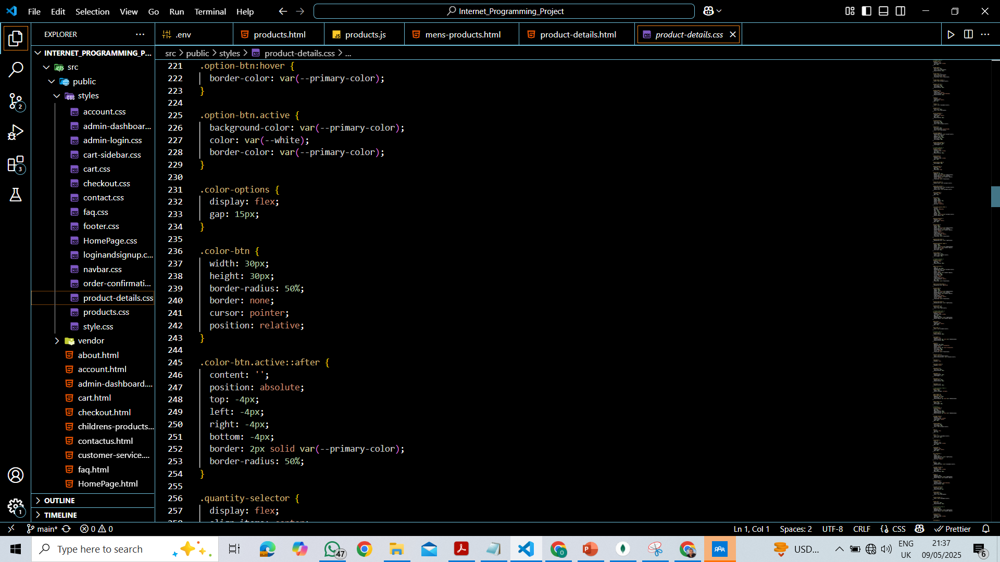 File Edit Selection View Go Run Terminal Help
Internet_Programming_Project
EXPLORER
.env
products.html
products.js
mens-products.html
product-details.html
product-details.css
INTERNET_PROGRAMMING_P...
src > public > styles > product-details.css > ...
src
public
styles
account.css
admin-dashboar...
admin-login.css
cart-sidebar.css
cart.css
checkout.css
contact.css
faq.css
footer.css
HomePage.css
loginandsignup.c...
navbar.css
order-confirmati...
product-details.css
products.css
style.css
vendor
about.html
account.html
admin-dashboard....
cart.html
checkout.html
childrens-products...
contactus.html
customer-service....
faq.html
HomePage.html
OUTLINE
TIMELINE
2
3
1
221 .option-btn:hover {
222 border-color: var(--primary-color);
223 }
224
225 .option-btn.active {
226 background-color: var(--primary-color);
227 color: var(--white);
228 border-color: var(--primary-color);
229 }
230
231 .color-options {
232 display: flex;
233 gap: 15px;
234 }
235
236 .color-btn {
237 width: 30px;
238 height: 30px;
239 border-radius: 50%;
240 border: none;
241 cursor: pointer;
242 position: relative;
243 }
244
245 .color-btn.active::after {
246 content: '';
247 position: absolute;
248 top: -4px;
249 left: -4px;
250 right: -4px;
251 bottom: -4px;
252 border: 2px solid var(--primary-color);
253 border-radius: 50%;
254 }
255
256 .quantity-selector {
257 display: flex;
258 align-items: center;
main* 0 0
Ln 1, Col 1 Spaces: 2 UTF-8 CRLF {} CSS Prettier
Type here to search
47
USD...
ENG
UK
21:37
09/05/2025
6